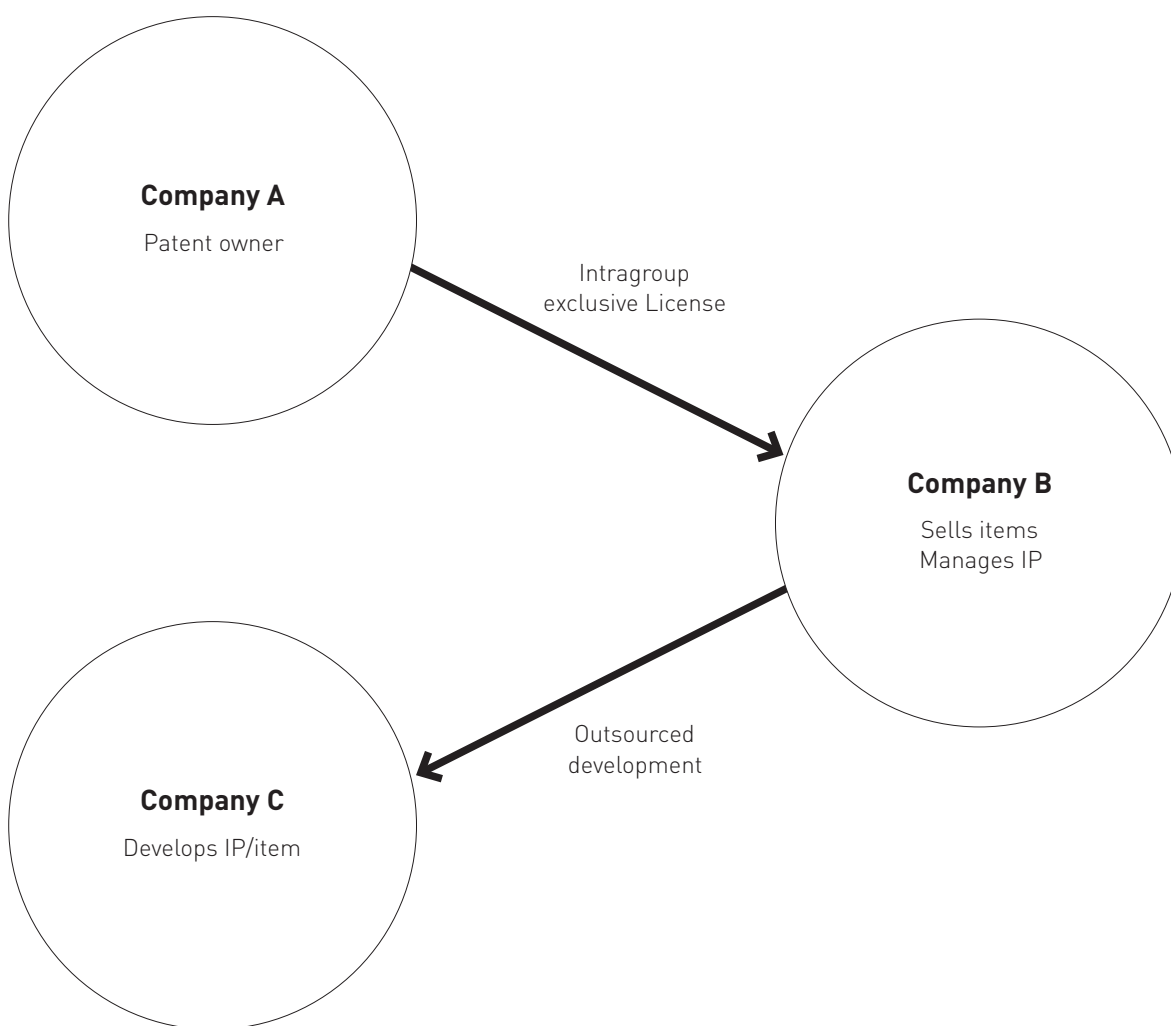 Company A
Patent owner
Intragroup
exclusive License
Company B
Sells items
Manages IP
Outsourced
development
Company C
Develops IP/item